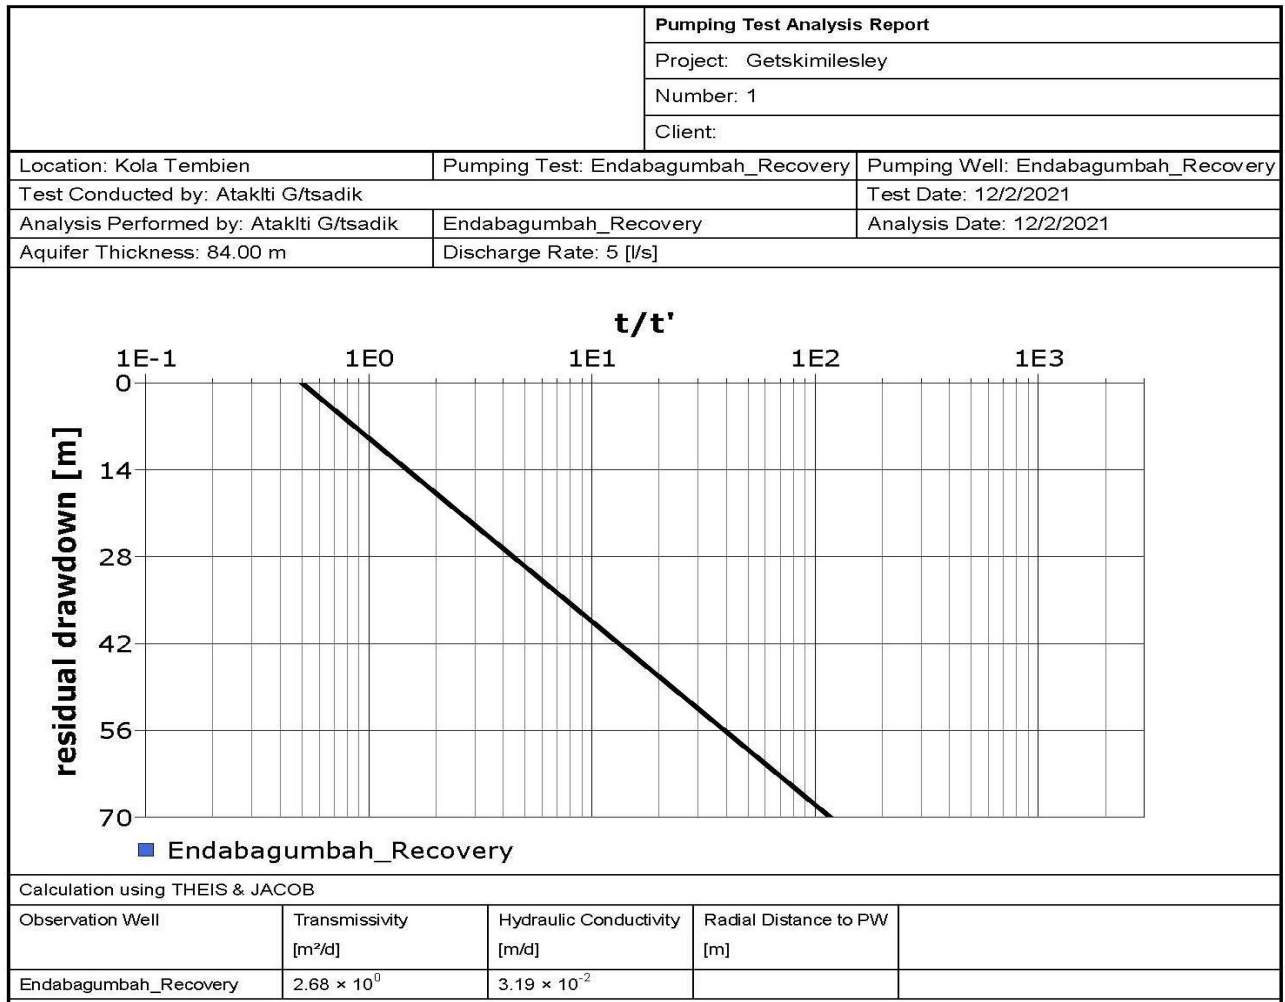 Pumping Test Analysis Report
Project: Getskimilesley
Number: 1
Client:
Location: Kola Tembien Pumping Test: Endabagumbah_Recovery Pumping Well: Endabagumbah_Recovery
Test Conducted by: Ataklti G/tsadik Test Date: 12/2/2021
Analysis Performed by: Ataklti G/tsadik Endabagumbah_Recovery Analysis Date: 12/2/2021
Aquifer Thickness: 84.00 m Discharge Rate: 5 [l/s]
t/t'
1E-1 1E0 1E1 1E2 1E3
0
14
28
42
56
70
residual drawdown [m]
Endabagumbah_Recovery
Calculation using THEIS & JACOB
Observation Well Transmissivity Hydraulic Conductivity Radial Distance to PW
[m²/d] [m/d] [m]
Endabagumbah_Recovery 2.68 × 10⁰ 3.19 × 10⁻²